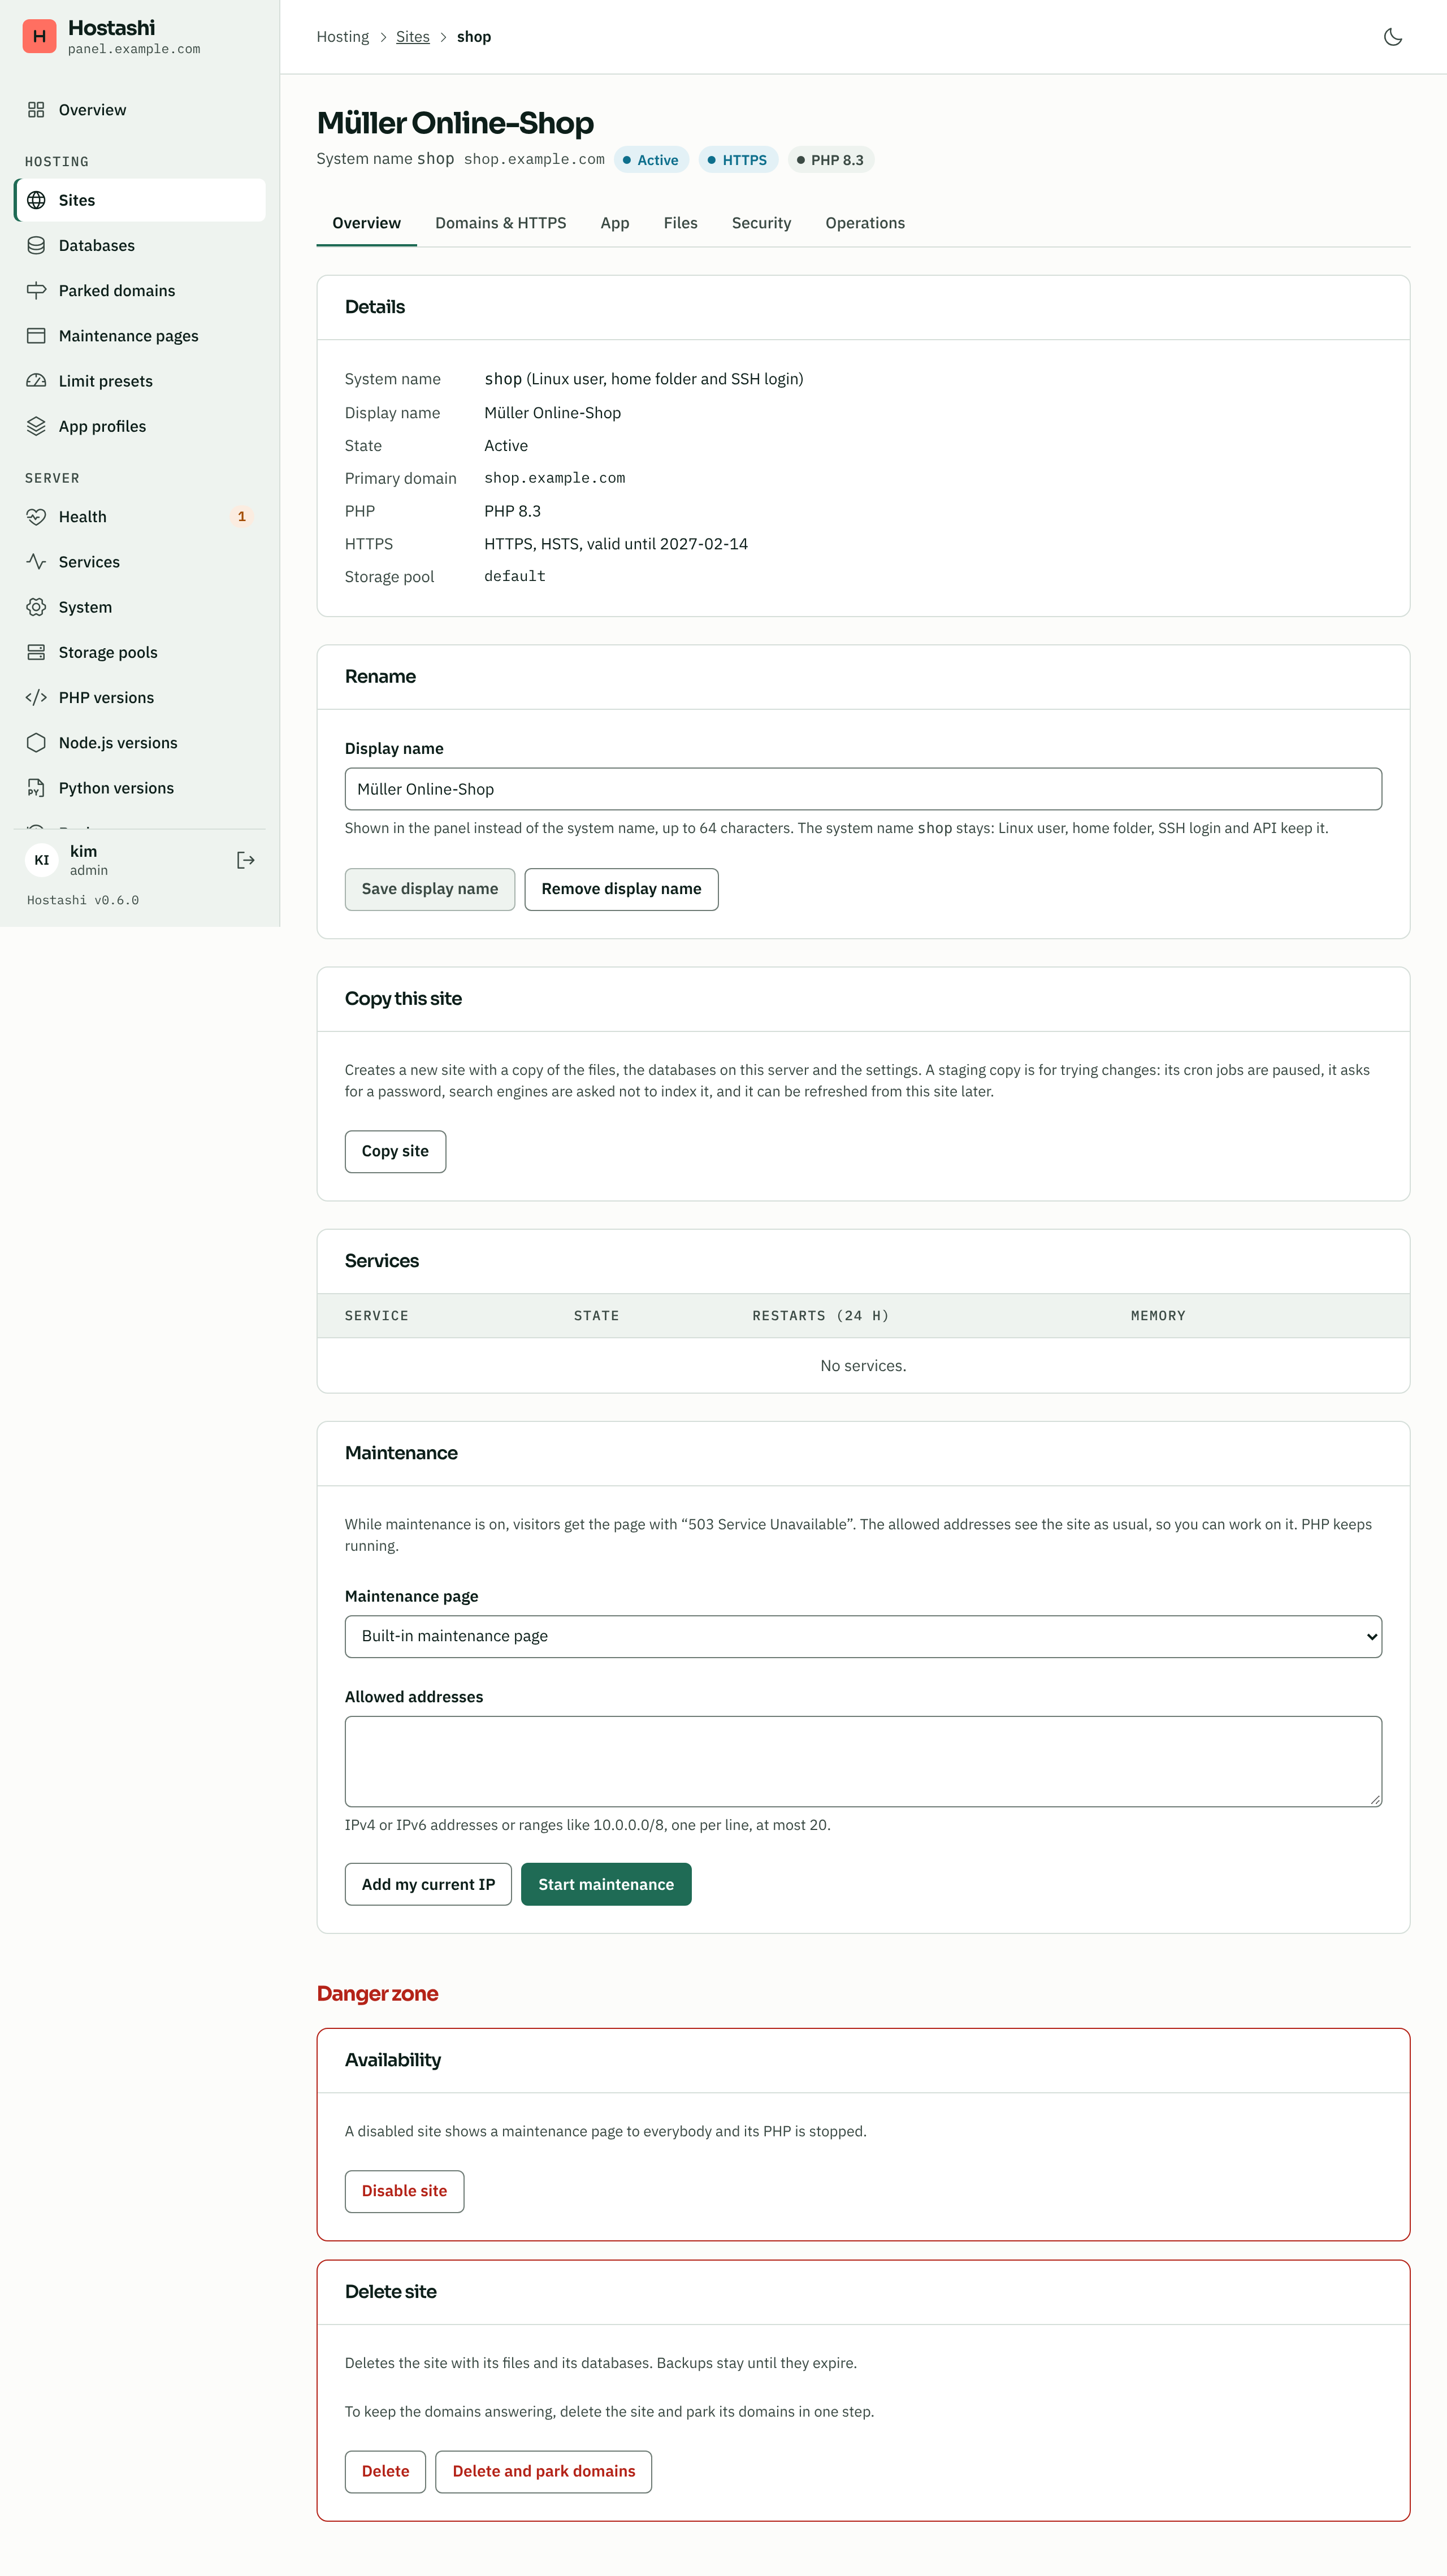 H
Hostashi
panel.example.com
Overview
HOSTING
Sites
Databases
Parked domains
Maintenance pages
Limit presets
App profiles
SERVER
Health 1
Services
System
Storage pools
PHP versions
Node.js versions
PY Python versions
KI
kim
admin
Hostashi v0.6.0
Hosting > Sites > shop
Müller Online-Shop
System name shop shop.example.com Active HTTPS PHP 8.3
Overview Domains & HTTPS App Files Security Operations
Details
System name shop (Linux user, home folder and SSH login)
Display name Müller Online-Shop
State Active
Primary domain shop.example.com
PHP PHP 8.3
HTTPS HTTPS, HSTS, valid until 2027-02-14
Storage pool default
Rename
Display name
Müller Online-Shop
Shown in the panel instead of the system name, up to 64 characters. The system name shop stays: Linux user, home folder, SSH login and API keep it.
Save display name Remove display name
Copy this site
Creates a new site with a copy of the files, the databases on this server and the settings. A staging copy is for trying changes: its cron jobs are paused, it asks
for a password, search engines are asked not to index it, and it can be refreshed from this site later.
Copy site
Services
SERVICE STATE RESTARTS (24 H) MEMORY
No services.
Maintenance
While maintenance is on, visitors get the page with “503 Service Unavailable”. The allowed addresses see the site as usual, so you can work on it. PHP keeps
running.
Maintenance page
Built-in maintenance page
Allowed addresses
IPv4 or IPv6 addresses or ranges like 10.0.0.0/8, one per line, at most 20.
Add my current IP Start maintenance
Danger zone
Availability
A disabled site shows a maintenance page to everybody and its PHP is stopped.
Disable site
Delete site
Deletes the site with its files and its databases. Backups stay until they expire.
To keep the domains answering, delete the site and park its domains in one step.
Delete Delete and park domains